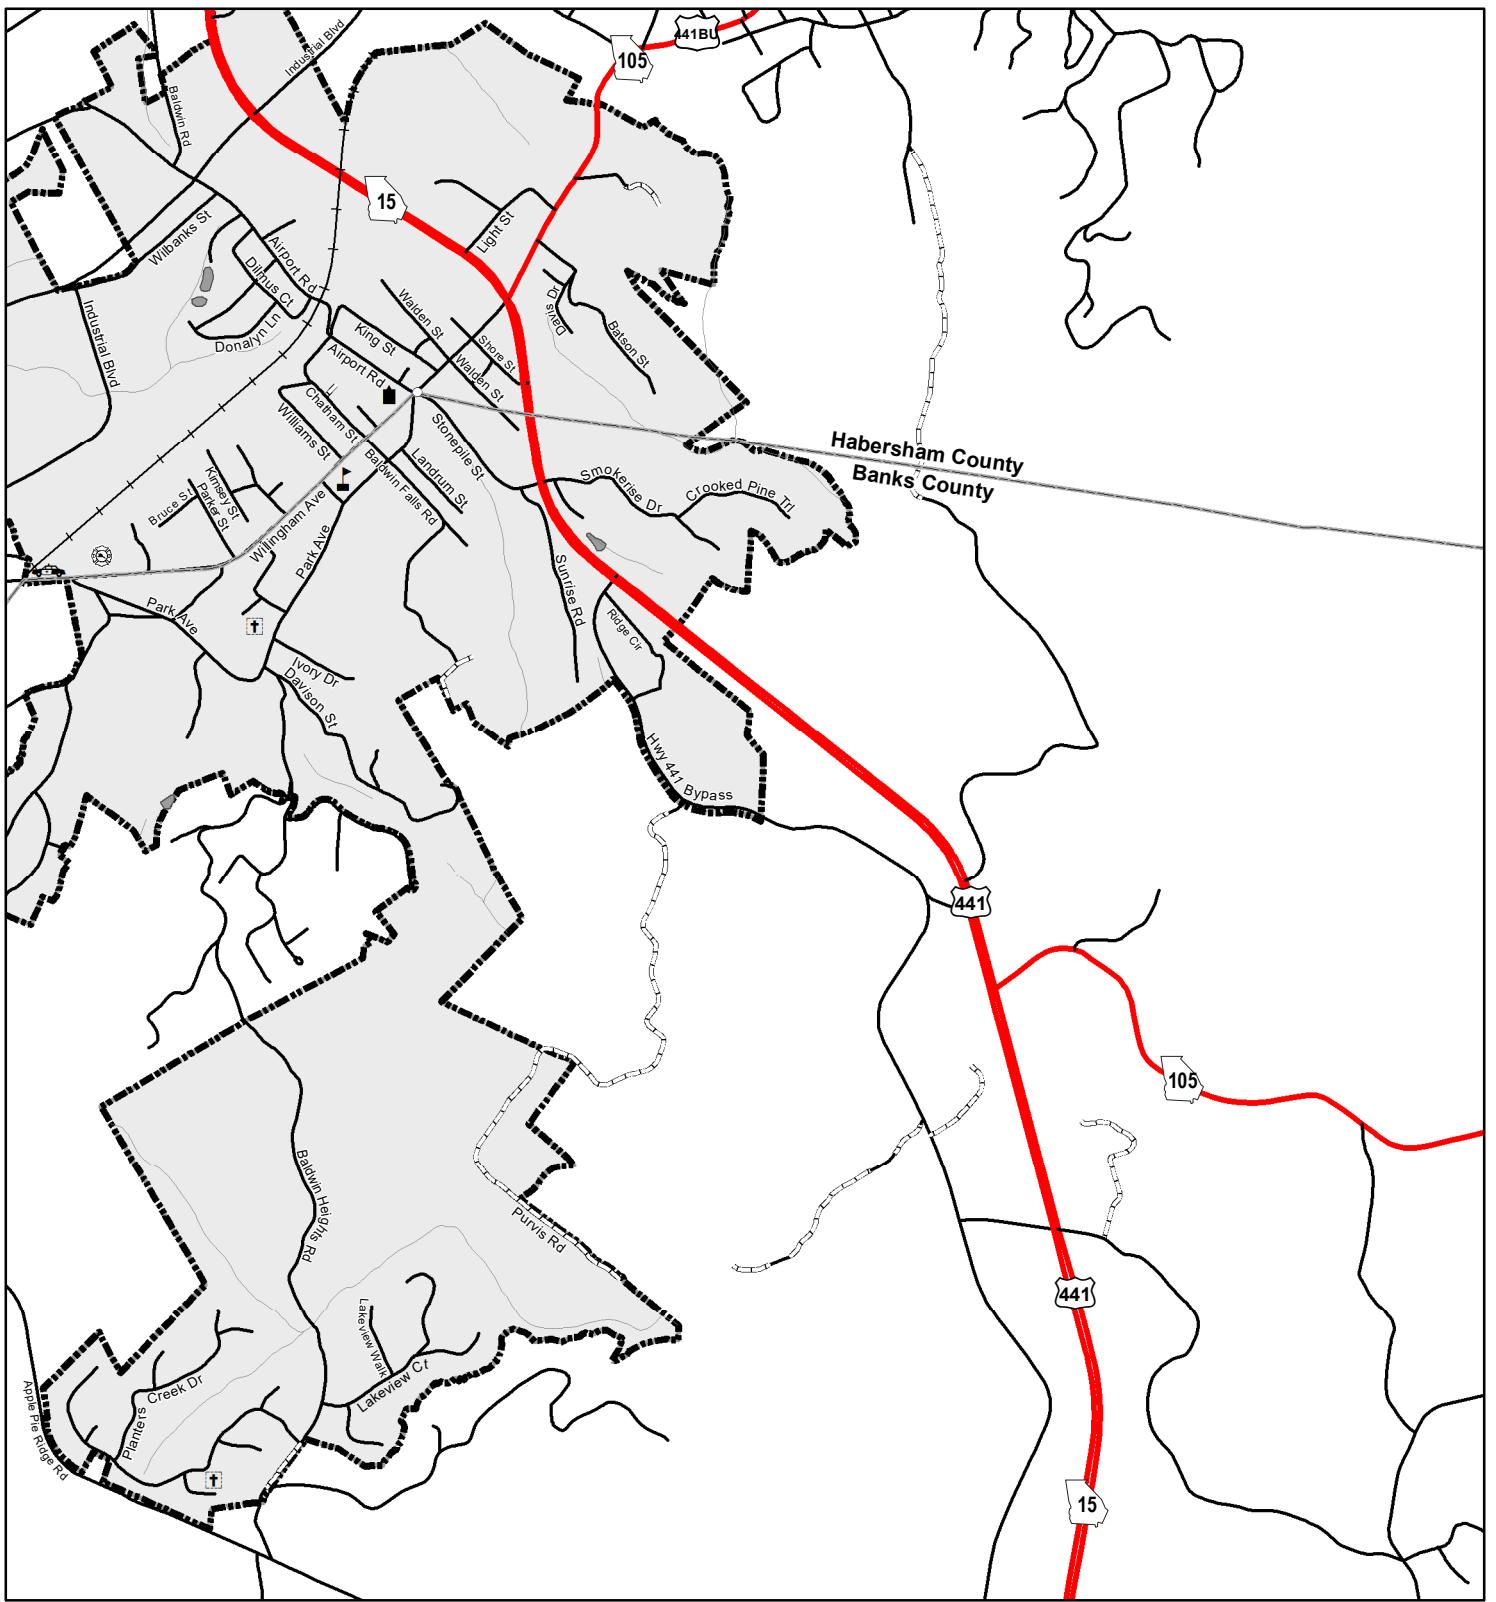 Industrial Blvd
441BU
105
Baldwin Rd
15
Wilbanks St
Light St
Airport Rd
Dilmus Ct
Donalyn Ln
Industrial Blvd
Walden St
King St
Shore St
Davis Dr
Batson St
Airport Rd
Walden St
Chatham St
Williams St
Stonepile St
Landrum St
Baldwin Falls Rd
Habersham County
Banks County
Smokerise Dr
Crooked Pine Trl
Kimsey St
Parker St
Bruce St
Willingham Ave
Park Ave
Sunrise Rd
Ridge Cir
Park Ave
Ivory Dr
Davison St
Hwy 441 Bypass
441
105
Baldwin Heights Rd
Purvis Rd
441
Lakeview Walk
Lakeview Ct
Creek Dr
Planters
Apple Pie Ridge Rd
15